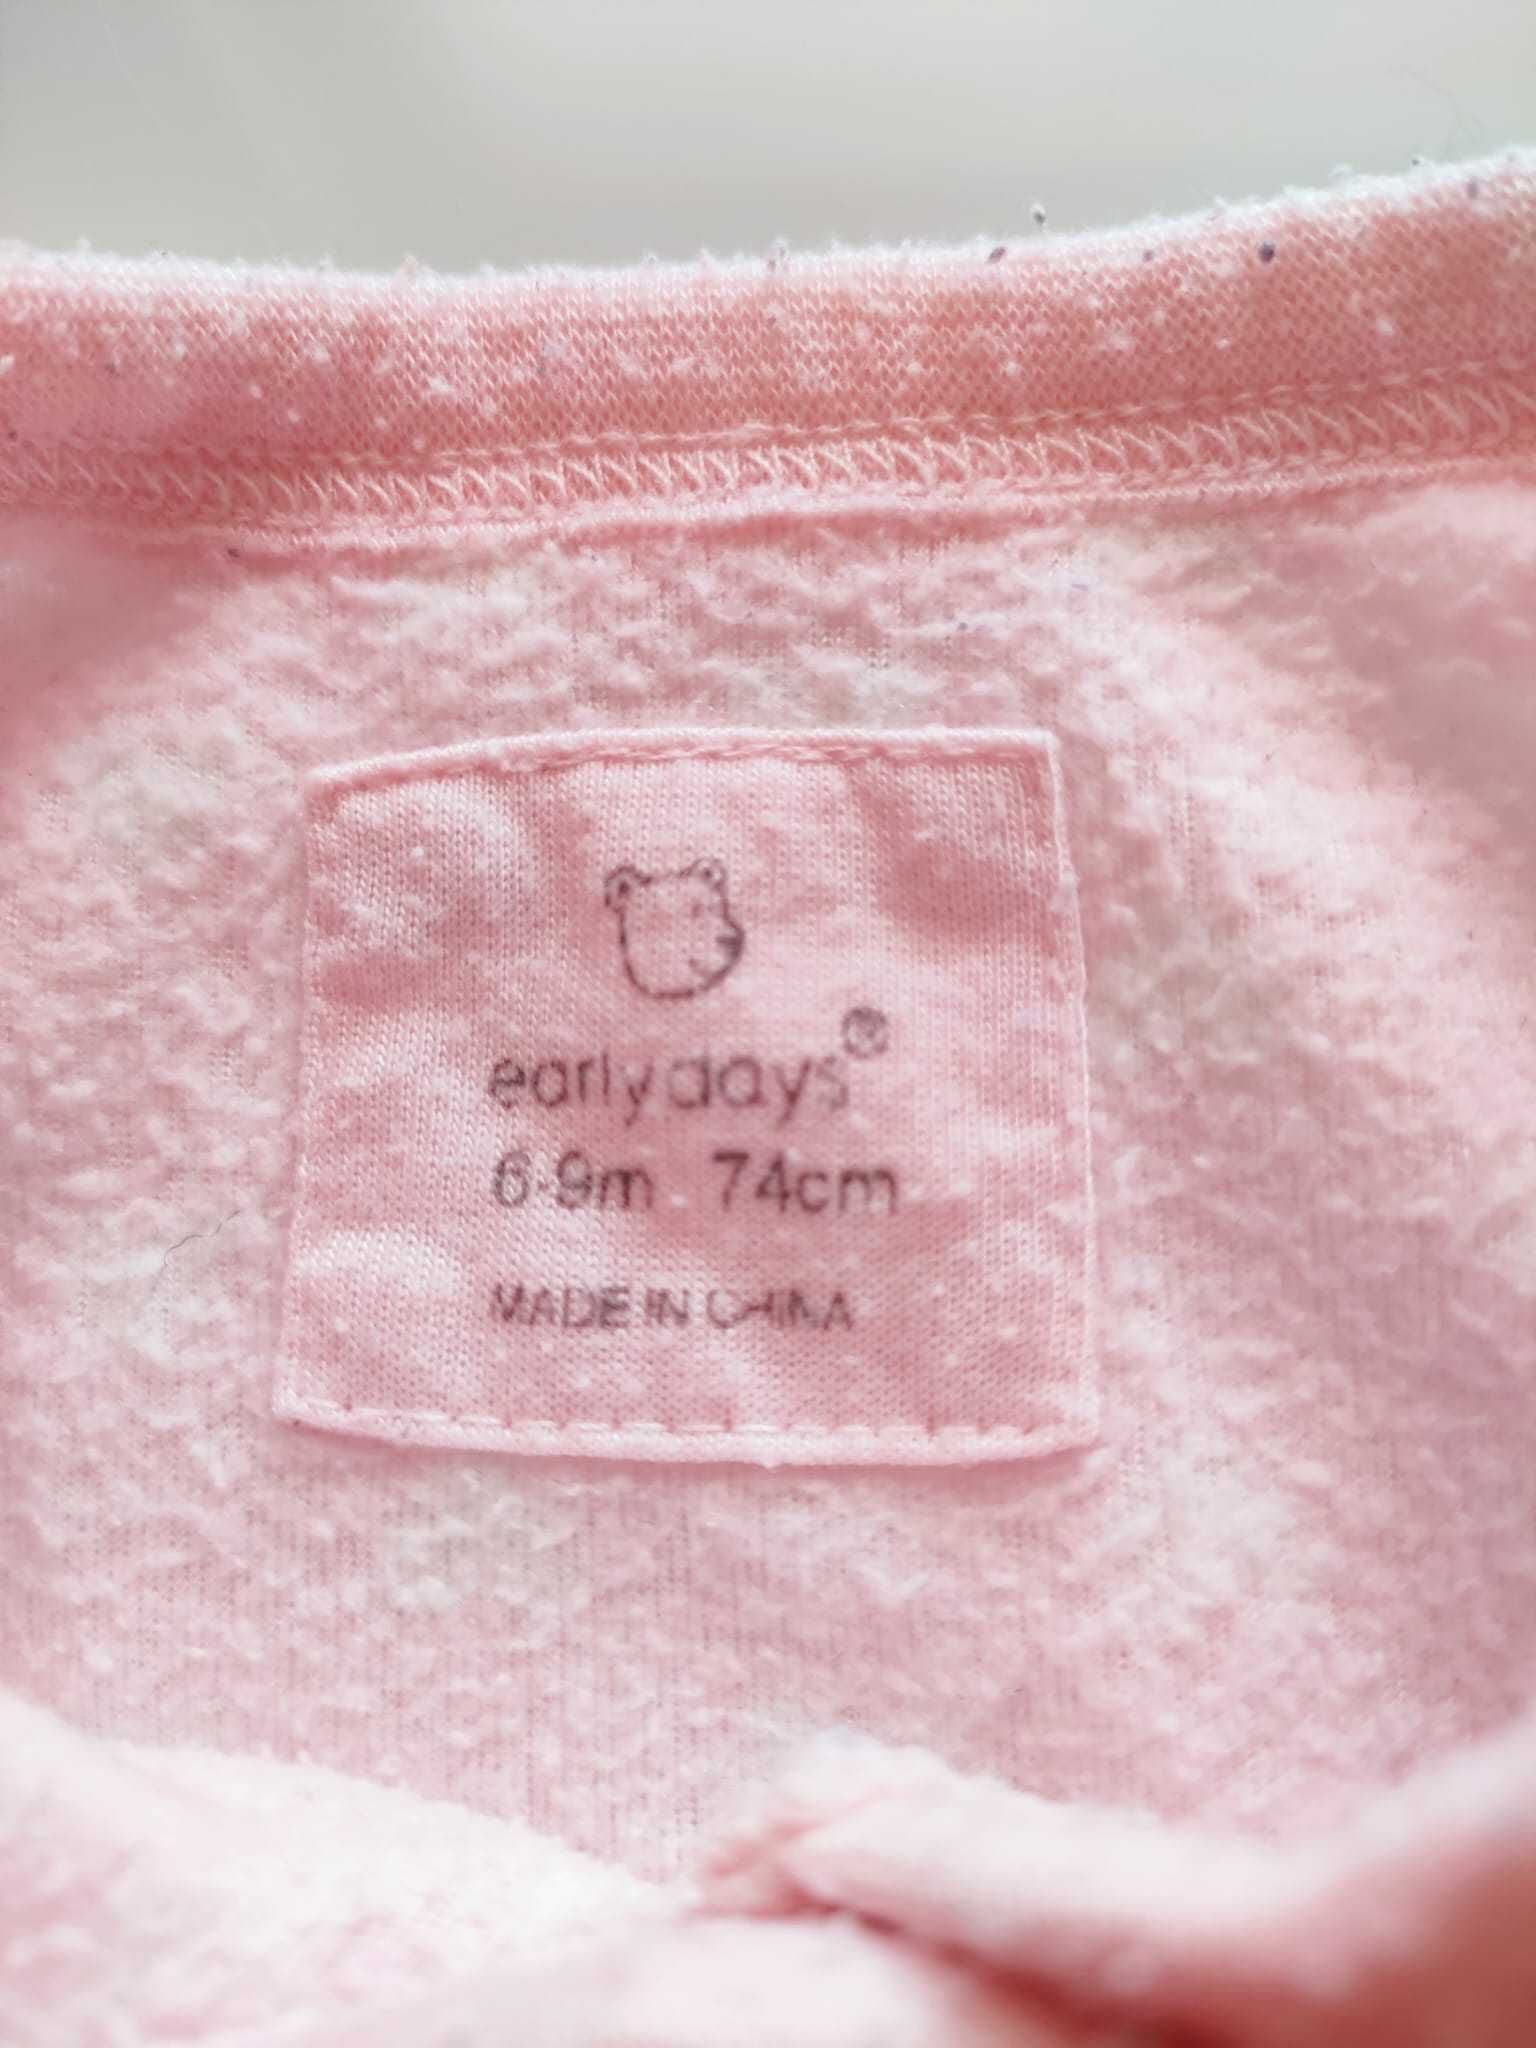 early days®
6-9m . 74cm
MADE IN CHINA